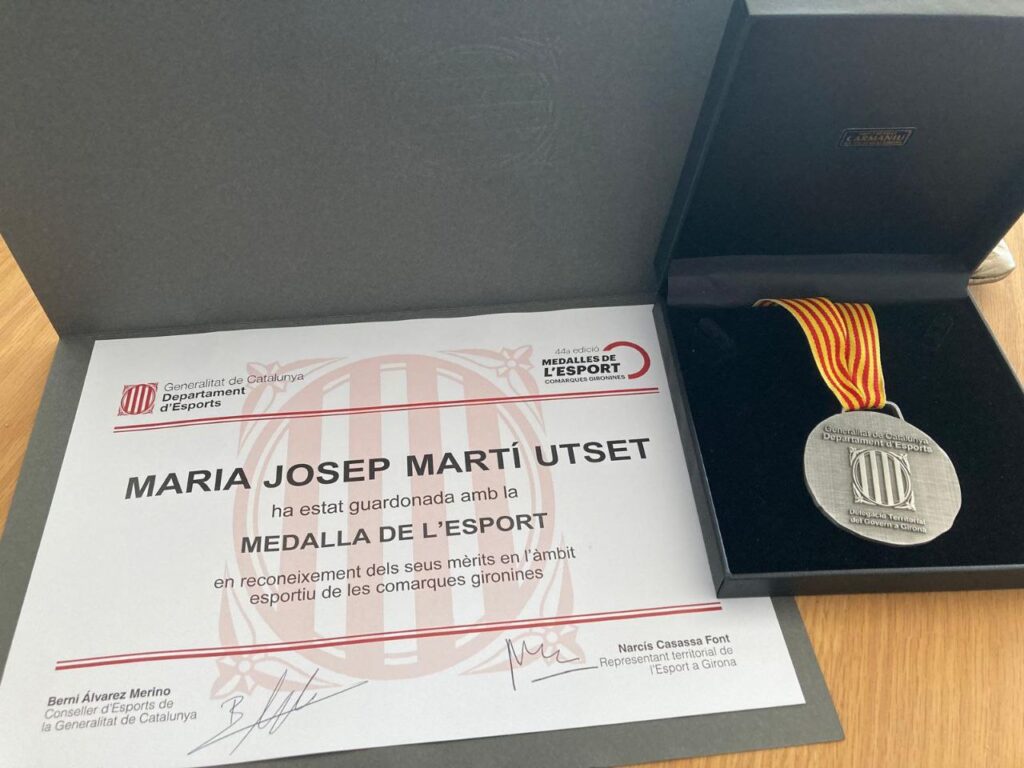 Generalitat de Catalunya
Departament
d'Esports
44a edició
MEDALLES DE
L'ESPORT
COMARQUES GIRONINES
MARIA JOSEP MARTÍ UTSET
ha estat guardonada amb la
MEDALLA DE L'ESPORT
en reconeixement dels seus mèrits en l'àmbit
esportiu de les comarques gironines
Berni Álvarez Merino
Conseller d'Esports de
la Generalitat de Catalunya
Narcís Casassa Font
Representant territorial de
l'Esport a Girona
Generalitat de Catalunya
Departament d'Esports
Delegació Territorial
del Govern a Girona